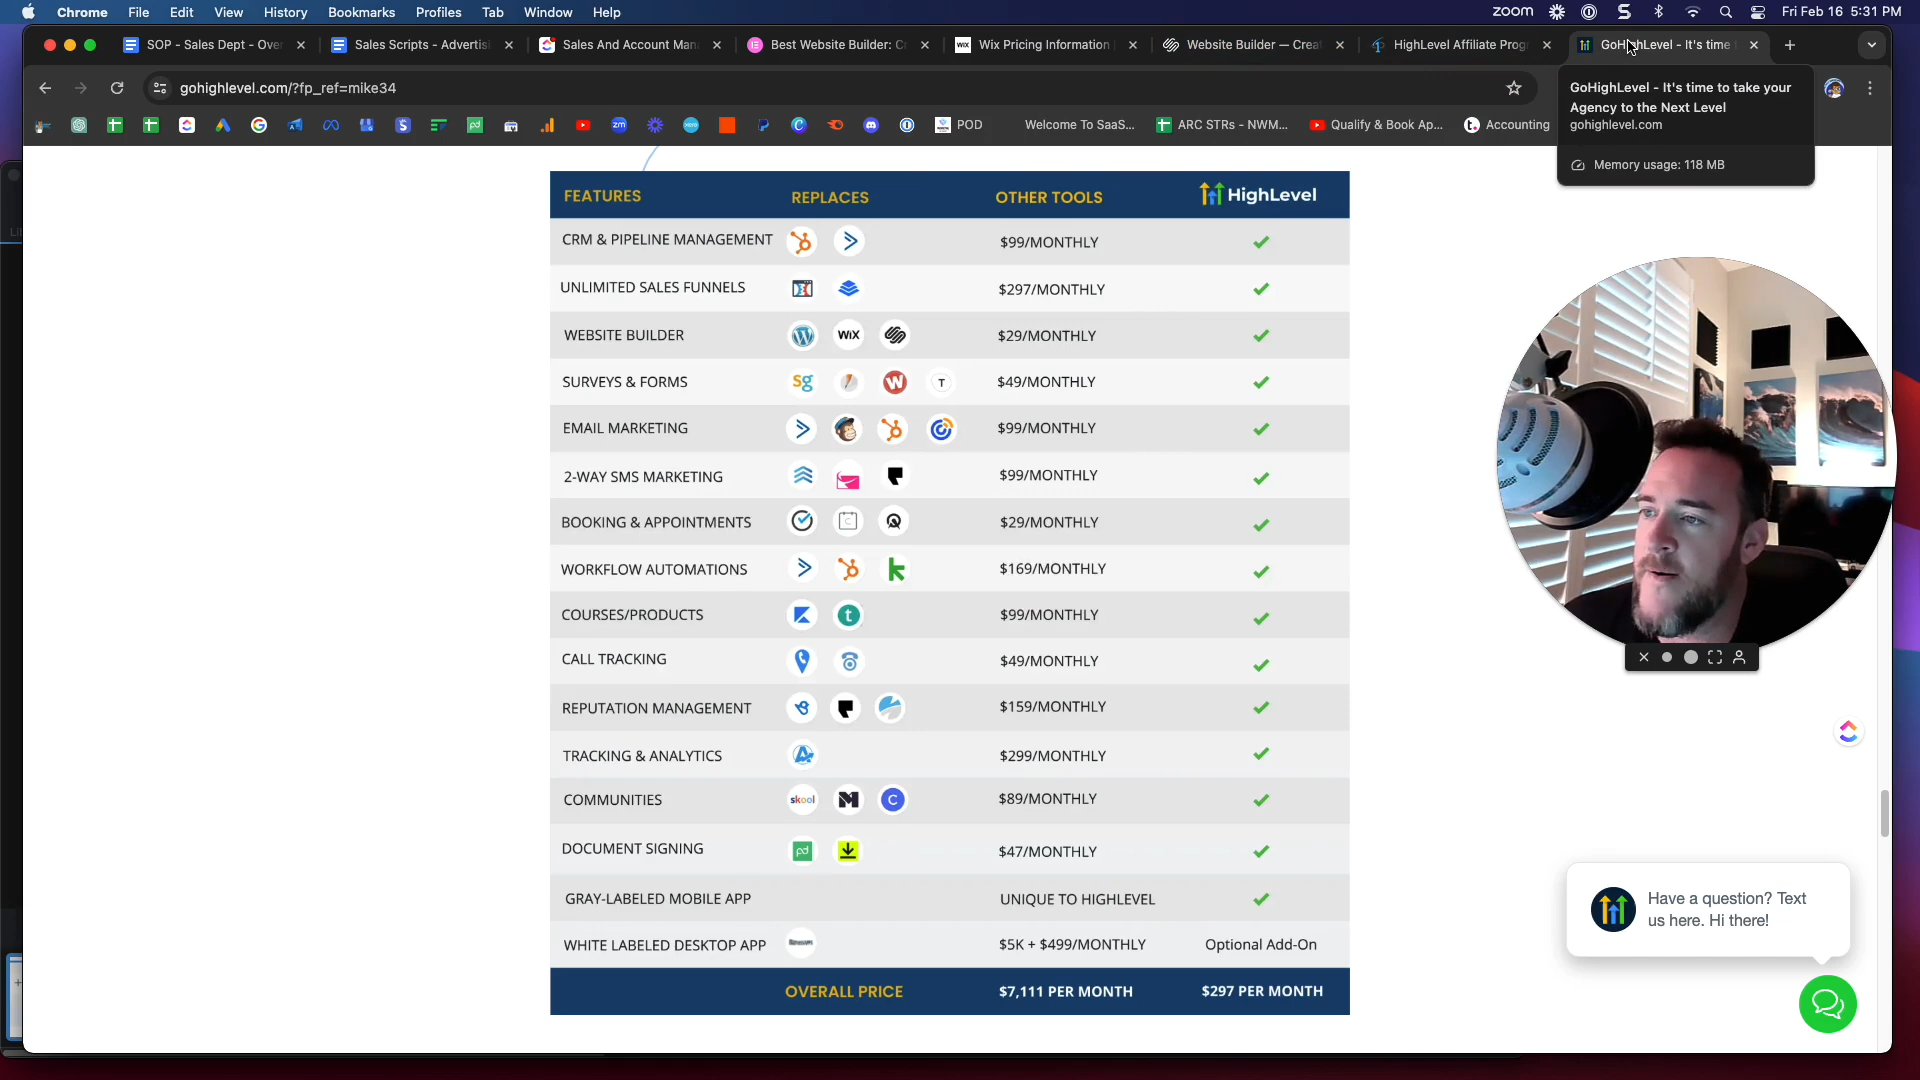 Chrome File Edit View History Bookmarks Profiles Tab Window Help
zoom Fri Feb 16 5:31 PM
SOP - Sales Dept - Over
Sales Scripts - Advertisi
Sales And Account Man
Best Website Builder: Cr
WiX Wix Pricing Information
Website Builder — Creat
HighLevel Affiliate Prog
GoHighLevel - It's time
gohighlevel.com/?fp_ref=mike34
POD
Welcome To SaaS...
ARC STRs - NWM...
Qualify & Book Ap...
Accounting
GoHighLevel - It's time to take your
Agency to the Next Level
gohighlevel.com
Memory usage: 118 MB
FEATURES REPLACES OTHER TOOLS HighLevel
CRM & PIPELINE MANAGEMENT $99/MONTHLY
UNLIMITED SALES FUNNELS $297/MONTHLY
WEBSITE BUILDER WiX $29/MONTHLY
SURVEYS & FORMS sg W T $49/MONTHLY
EMAIL MARKETING $99/MONTHLY
2-WAY SMS MARKETING $99/MONTHLY
BOOKING & APPOINTMENTS $29/MONTHLY
WORKFLOW AUTOMATIONS k $169/MONTHLY
COURSES/PRODUCTS t $99/MONTHLY
CALL TRACKING $49/MONTHLY
REPUTATION MANAGEMENT $159/MONTHLY
TRACKING & ANALYTICS $299/MONTHLY
COMMUNITIES skool M C $89/MONTHLY
DOCUMENT SIGNING pd $47/MONTHLY
GRAY-LABELED MOBILE APP UNIQUE TO HIGHLEVEL
WHITE LABELED DESKTOP APP $5K + $499/MONTHLY Optional Add-On
OVERALL PRICE $7,111 PER MONTH $297 PER MONTH
Have a question? Text
us here. Hi there!